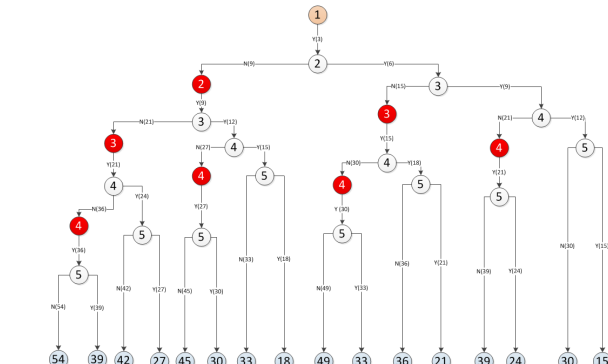 1
Y(3)
N(9) 2 Y(6)
2 N(15) 3 Y(9)
Y(9) 3 N(21) 4 Y(12)
N(21) 3 Y(12) Y(15) 4 5
3 N(27) 4 Y(15) N(30) 4 Y(18) Y(21)
Y(21) 4 5 4 5 5
4 Y(24) Y(27) Y (30)
N(36) 5 5 5
4
Y(36) N(33) Y(18) N(36) Y(21) N(39) Y(24) N(30) Y(15)
5 N(42) Y(27) N(45) Y(30) N(49) Y(33)
N(54) Y(39)
54 39 42 27 45 30 33 18 49 33 36 21 39 24 30 15